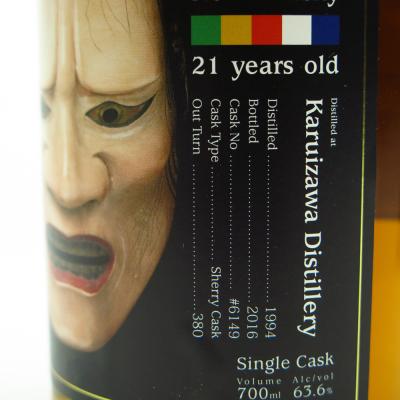 21 years old
Distilled at
Karuizawa Distillery
Distilled ........................ 1994
Bottled ........................ 2016
Cask No ........................ #6149
Cask Type ................ Sherry Cask
Out Turn ........................ 380
Single Cask
Volume Alc/vol
700ml 63.6%